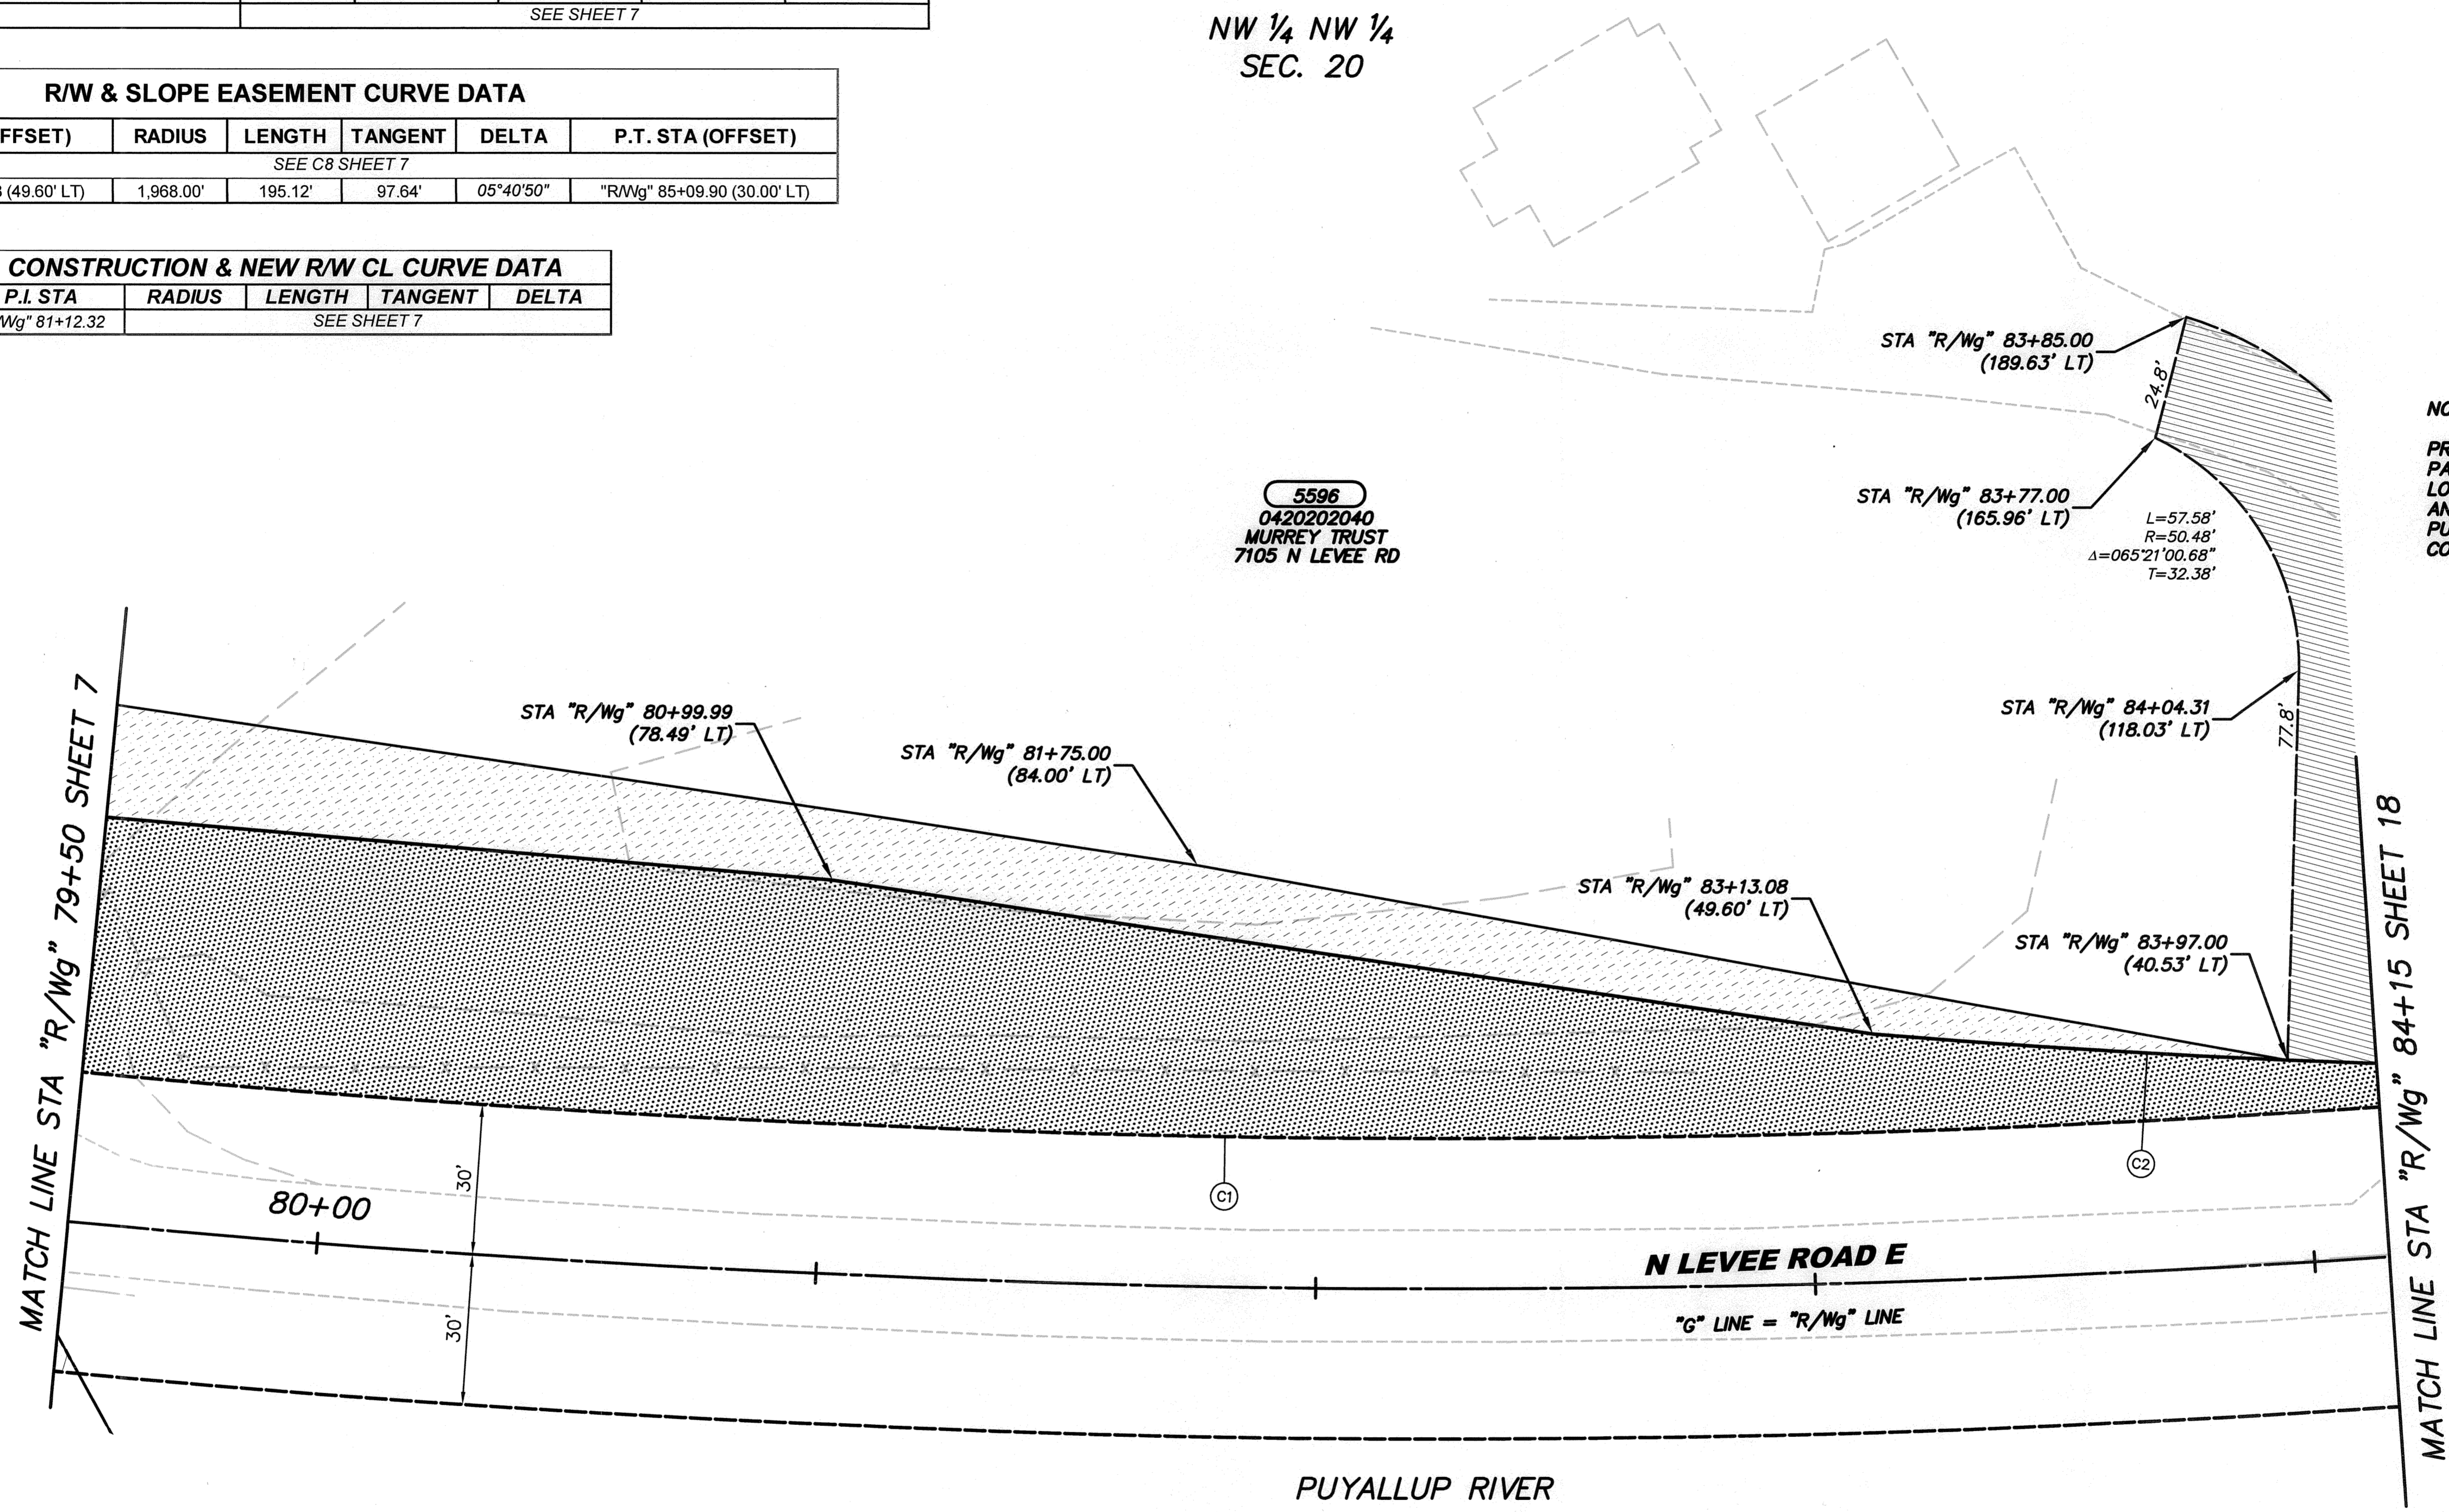 SEE SHEET 7
NW ¼ NW ¼
SEC. 20
R/W & SLOPE EASEMENT CURVE DATA
FFSET) RADIUS LENGTH TANGENT DELTA P.T. STA (OFFSET)
SEE C8 SHEET 7
(49.60' LT) 1,968.00' 195.12' 97.64' 05°40'50" "R/Wg" 85+09.90 (30.00' LT)
CONSTRUCTION & NEW R/W CL CURVE DATA
P.I. STA RADIUS LENGTH TANGENT DELTA
/Wg" 81+12.32 SEE SHEET 7
STA "R/Wg" 83+85.00
(189.63' LT)
24.8'
STA "R/Wg" 83+77.00
(165.96' LT)
L=57.58'
R=50.48'
Δ=065°21'00.68"
T=32.38'
NO
PR
PA
LO
AN
PU
CO
5596
0420202040
MURREY TRUST
7105 N LEVEE RD
STA "R/Wg" 80+99.99
(78.49' LT)
STA "R/Wg" 81+75.00
(84.00' LT)
STA "R/Wg" 84+04.31
(118.03' LT)
77.8'
STA "R/Wg" 83+13.08
(49.60' LT)
STA "R/Wg" 83+97.00
(40.53' LT)
MATCH LINE STA "R/Wg" 79+50 SHEET 7
MATCH LINE STA "R/Wg" 84+15 SHEET 18
C1
C2
30'
80+00
30'
N LEVEE ROAD E
"G" LINE = "R/Wg" LINE
PUYALLUP RIVER